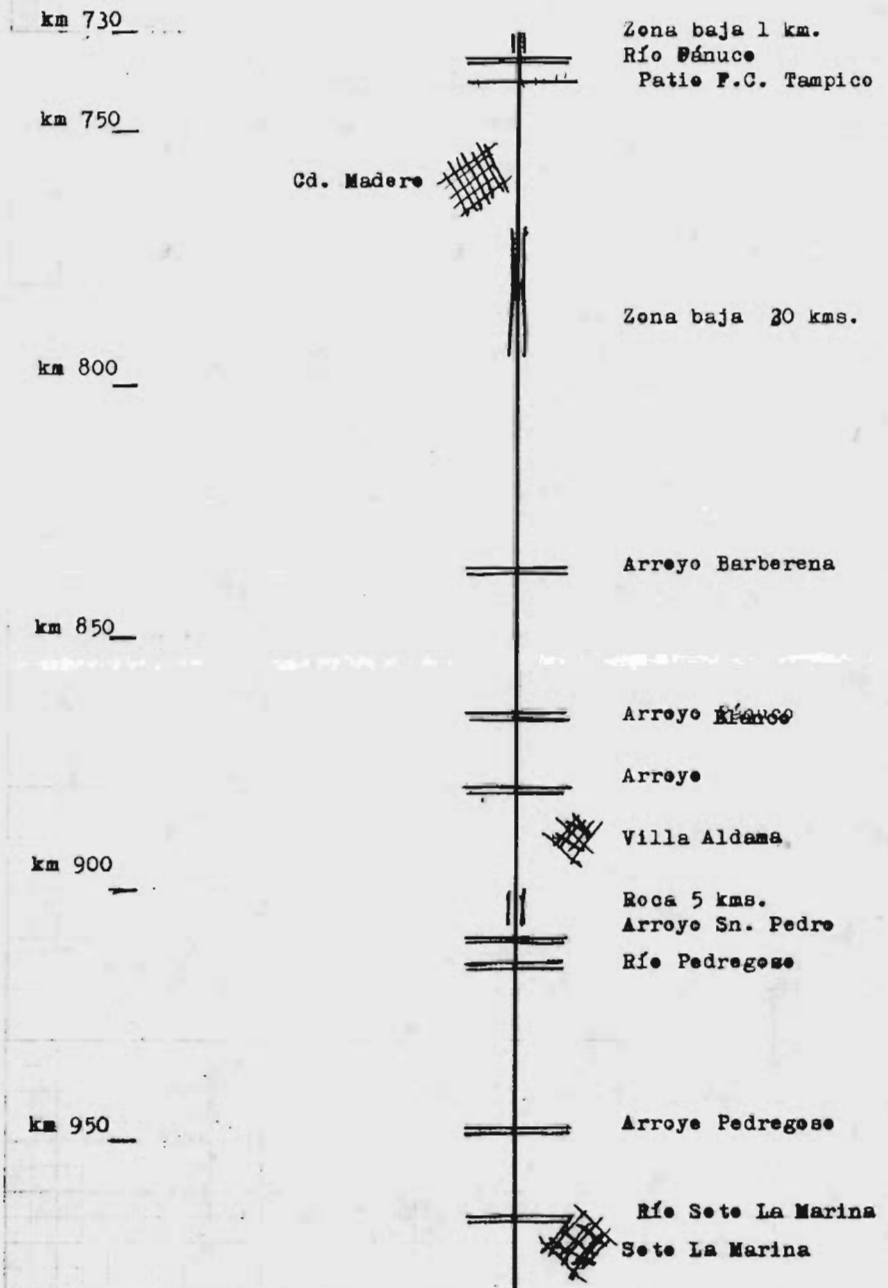 km 730
Zona baja 1 km.
Río Pánuco
Patio F.C. Tampico
km 750
Cd. Madero
Zona baja 20 kms.
km 800
Arroyo Barberena
km 850
Arroyo Blanco
Arroyo
Villa Aldama
km 900
Roca 5 kms.
Arroyo Sn. Pedro
Río Pedregoso
km 950
Arroyo Pedregoso
Río Soto La Marina
Soto La Marina